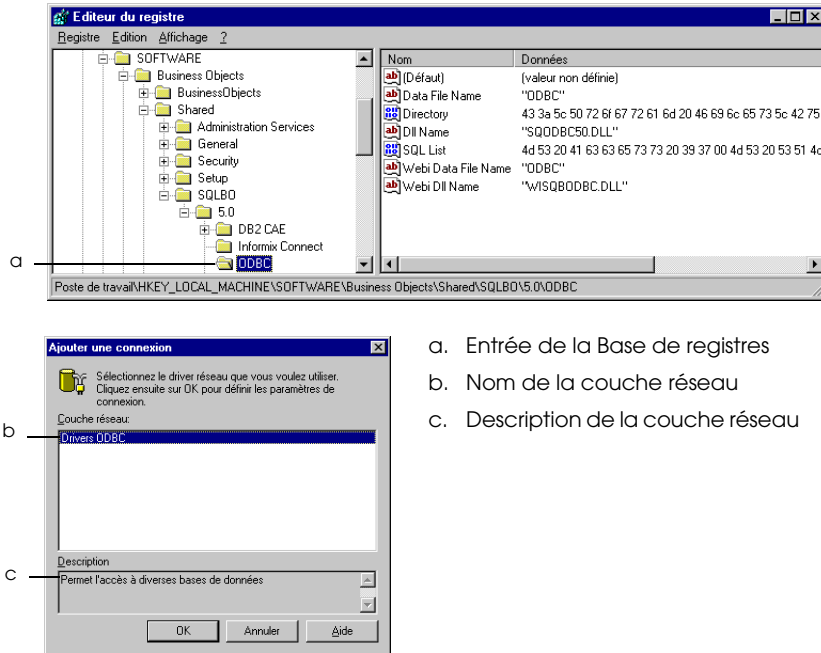 Editeur du registre
Registre Edition Affichage ?
SOFTWARE
Business Objects
BusinessObjects
Shared
Administration Services
General
Security
Setup
SQLBO
5.0
DB2 CAE
Informix Connect
ODBC
a
Nom Données
(Défaut) (valeur non définie)
Data File Name "ODBC"
Directory 43 3a 5c 50 72 6f 67 72 61 6d 20 46 69 6c 65 73 5c 42 75
Dll Name "SQODBC50.DLL"
SQL List 4d 53 20 41 63 63 65 73 73 20 39 37 00 4d 53 20 53 51 4c
Webi Data File Name "ODBC"
Webi Dll Name "WISQBODBC.DLL"
Poste de travail\HKEY_LOCAL_MACHINE\SOFTWARE\Business Objects\Shared\SQLBO\5.0\ODBC
Ajouter une connexion
Sélectionnez le driver réseau que vous voulez utiliser.
Cliquez ensuite sur OK pour définir les paramètres de
connexion.
Couche réseau:
b
Drivers ODBC
Description
c
Permet l'accès à diverses bases de données
OK Annuler Aide
a. Entrée de la Base de registres
b. Nom de la couche réseau
c. Description de la couche réseau